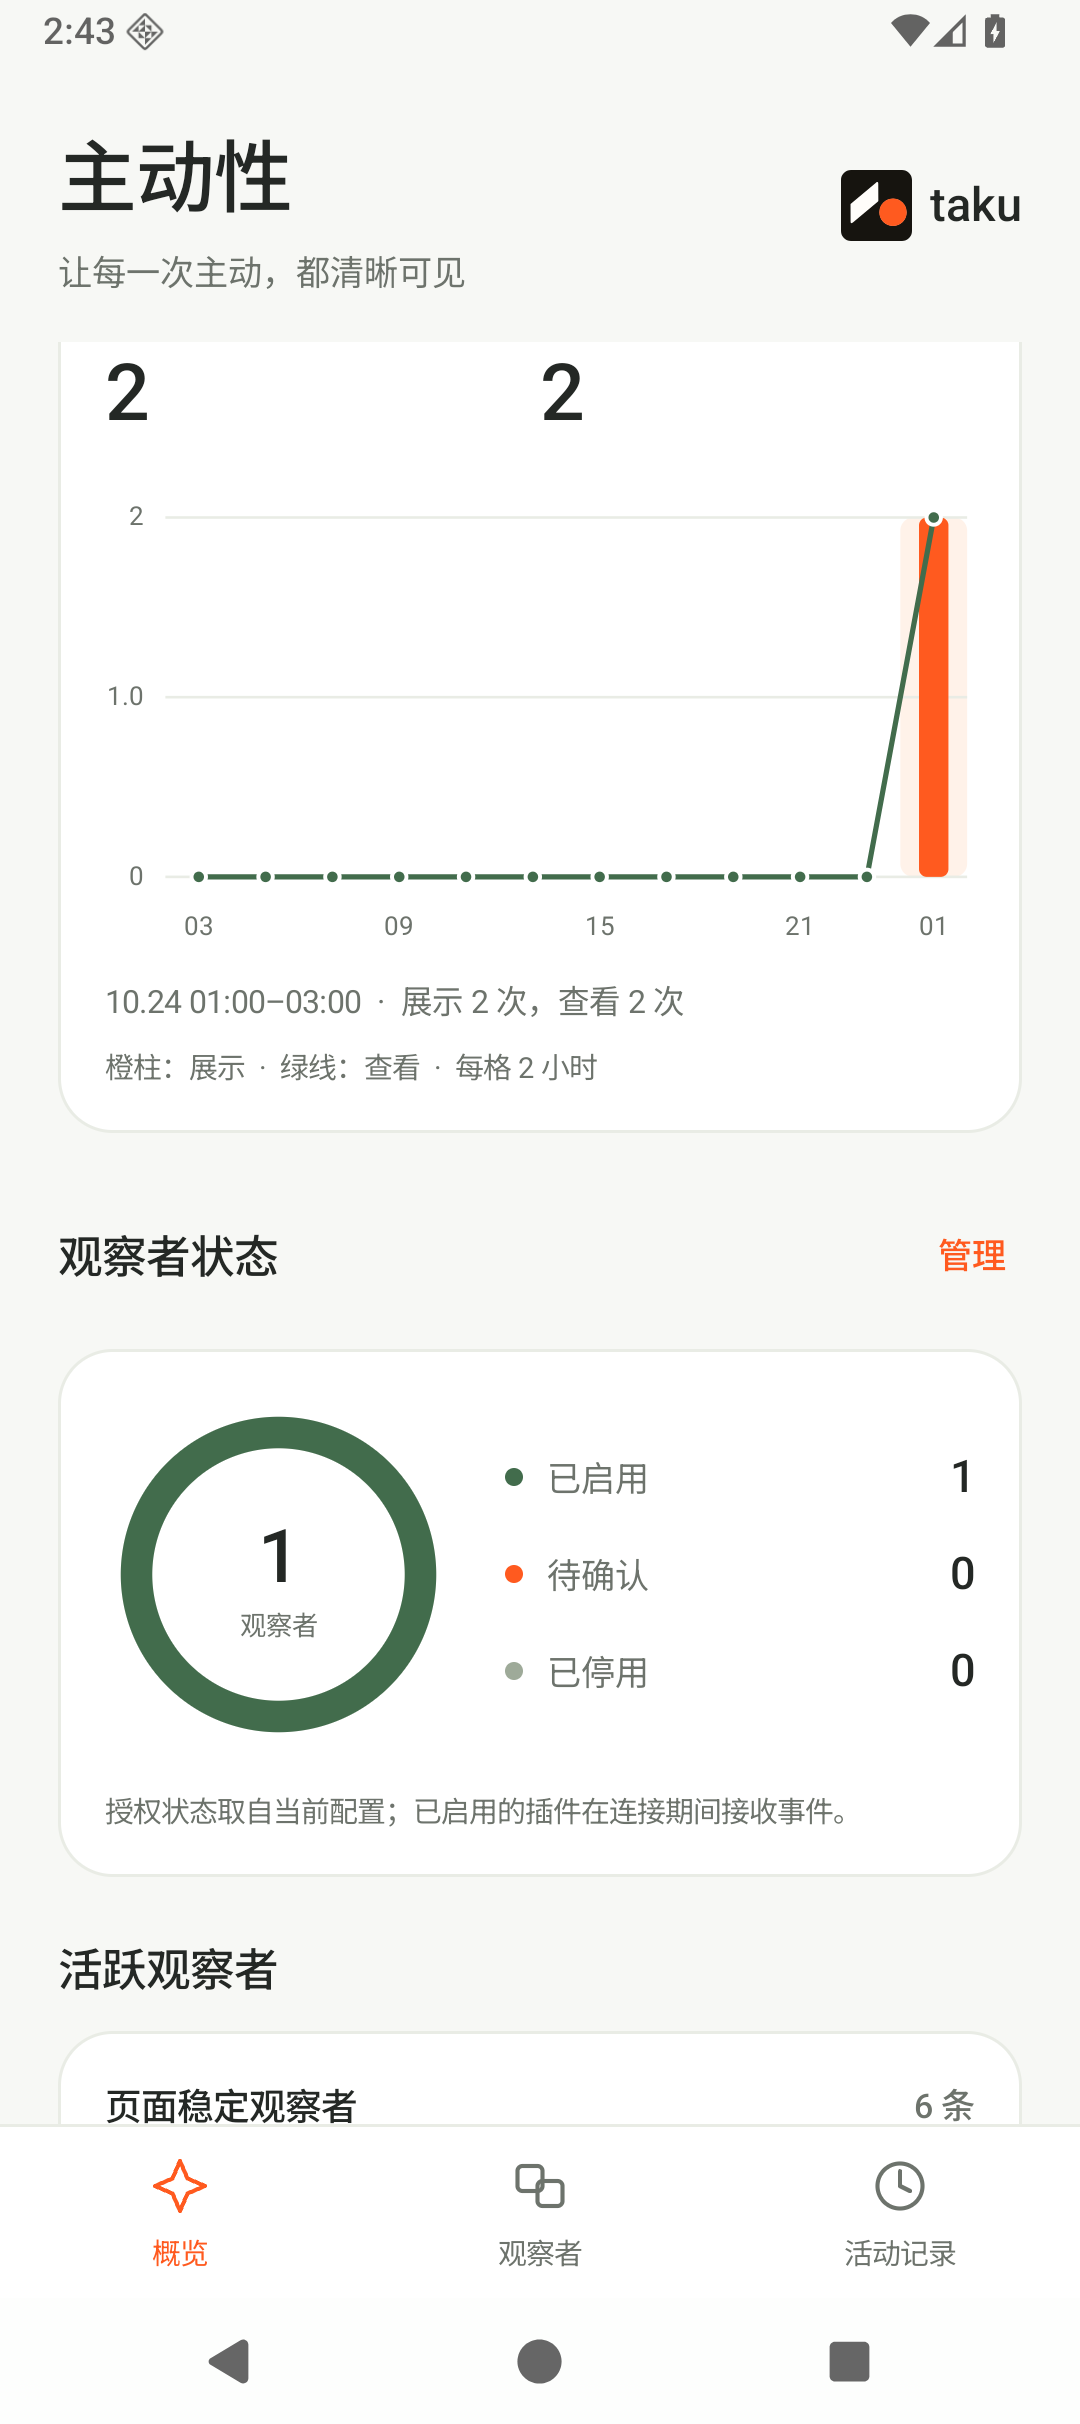 2:43
主动性
taku
让每一次主动，都清晰可见
2 2
2
1.0
0
03 09 15 21 01
10.24 01:00–03:00 · 展示 2 次，查看 2 次
橙柱：展示 · 绿线：查看 · 每格 2 小时
观察者状态 管理
1
观察者
已启用 1
待确认 0
已停用 0
授权状态取自当前配置；已启用的插件在连接期间接收事件。
活跃观察者
页面稳定观察者 6 条
概览 观察者 活动记录